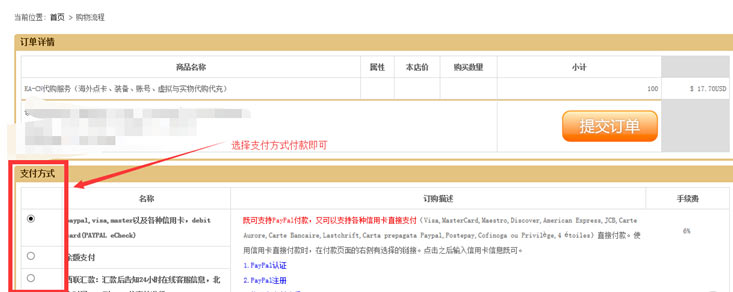 当前位置: 首页 > 购物流程
订单详情
商品名称 属性 本店价 购买数量 小计
KA-CN代购服务（海外点卡、装备、账号、虚拟与实物代购代充） 100 $ 17.70USD
提交订单
选择支付方式付款即可
支付方式
名称 订购描述 手续费
paypal,visa,master以及各种信用卡，debit
card(PAYPAL eCheck)
既可支持PayPal付款，又可以支持各种信用卡直接支付（Visa,MasterCard,Maestro,Discover,American Express,JCB,Carte
Aurore,Carte Bancaire,Lastchrift,Carta prepagata Paypal,Postepay,Cofinoga ou Privilège,4 étoiles）直接付款。使
用信用卡直接付款时，在付款页面的右侧有选择的链接。点击之后输入信用卡信息既可。
6%
1.PayPal认证
余额支付
2.PayPal注册
西联汇款：汇款后告知24小时在线客服信息，北